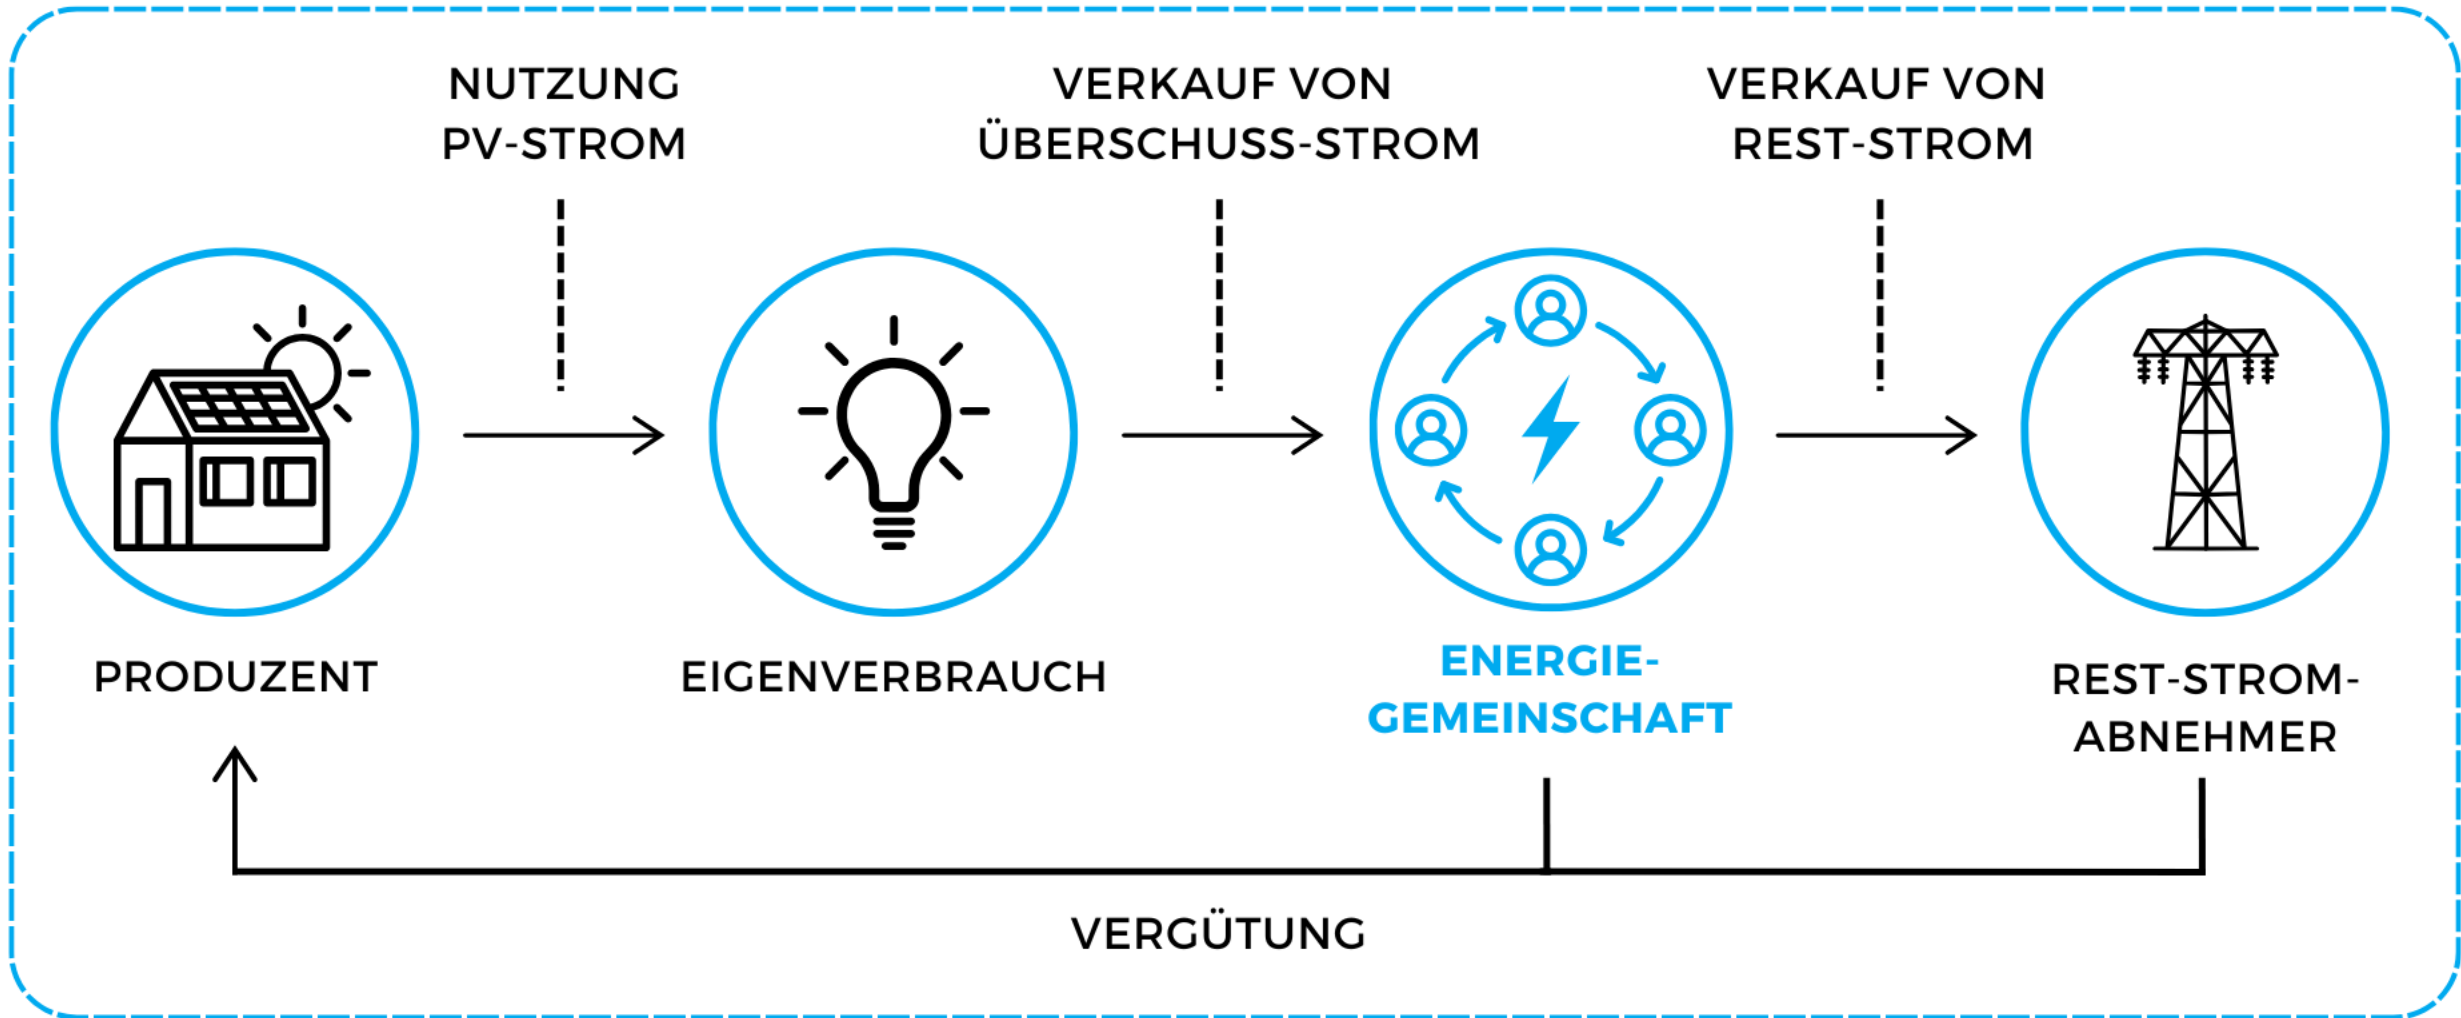 NUTZUNG
PV-STROM
VERKAUF VON
ÜBERSCHUSS-STROM
VERKAUF VON
REST-STROM
PRODUZENT
EIGENVERBRAUCH
ENERGIE-
GEMEINSCHAFT
REST-STROM-
ABNEHMER
VERGÜTUNG